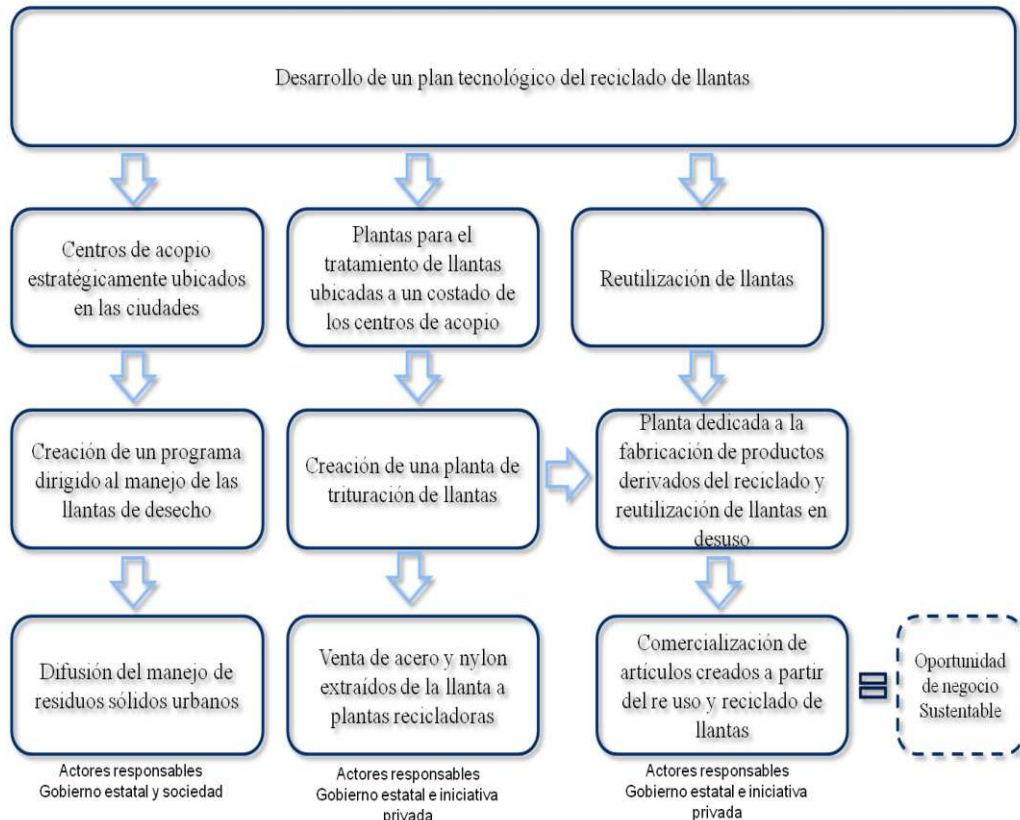 Desarrollo de un plan tecnológico del reciclado de llantas
Centros de acopio
estratégicamente ubicados
en las ciudades
Plantas para el
tratamiento de llantas
ubicadas a un costado de
los centros de acopio
Reutilización de llantas
Creación de un programa
dirigido al manejo de las
llantas de desecho
Creación de una planta de
trituración de llantas
Planta dedicada a la
fabricación de productos
derivados del reciclado y
reutilización de llantas en
desuso
Difusión del manejo de
residuos sólidos urbanos
Venta de acero y nylon
extraídos de la llanta a
plantas recicladoras
Comercialización de
artículos creados a partir
del re uso y reciclado de
llantas
Oportunidad
de negocio
Sustentable
Actores responsables
Gobierno estatal y sociedad
Actores responsables
Gobierno estatal e iniciativa
privada
Actores responsables
Gobierno estatal e iniciativa
privada